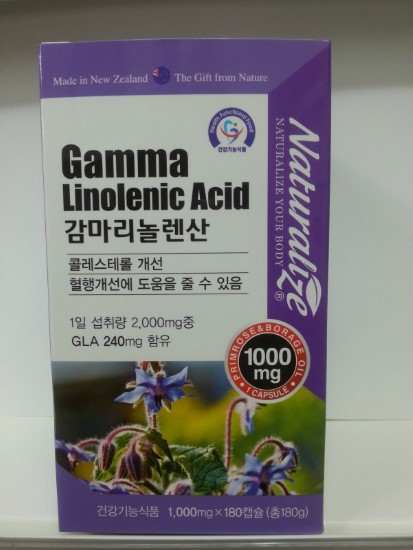 Made in New Zealand The Gift from Nature
Health Functional Food
건강기능식품
Gamma
Linolenic Acid
감마리놀렌산
콜레스테롤 개선
혈행개선에 도움을 줄 수 있음
1일 섭취량 2,000mg중
GLA 240mg 함유
Naturalize®
NATURALIZE YOUR BODY
PRIMROSE&BORAGE OIL
1000
mg
1 CAPSULE
건강기능식품 1,000mg×180캡슐 (총180g)